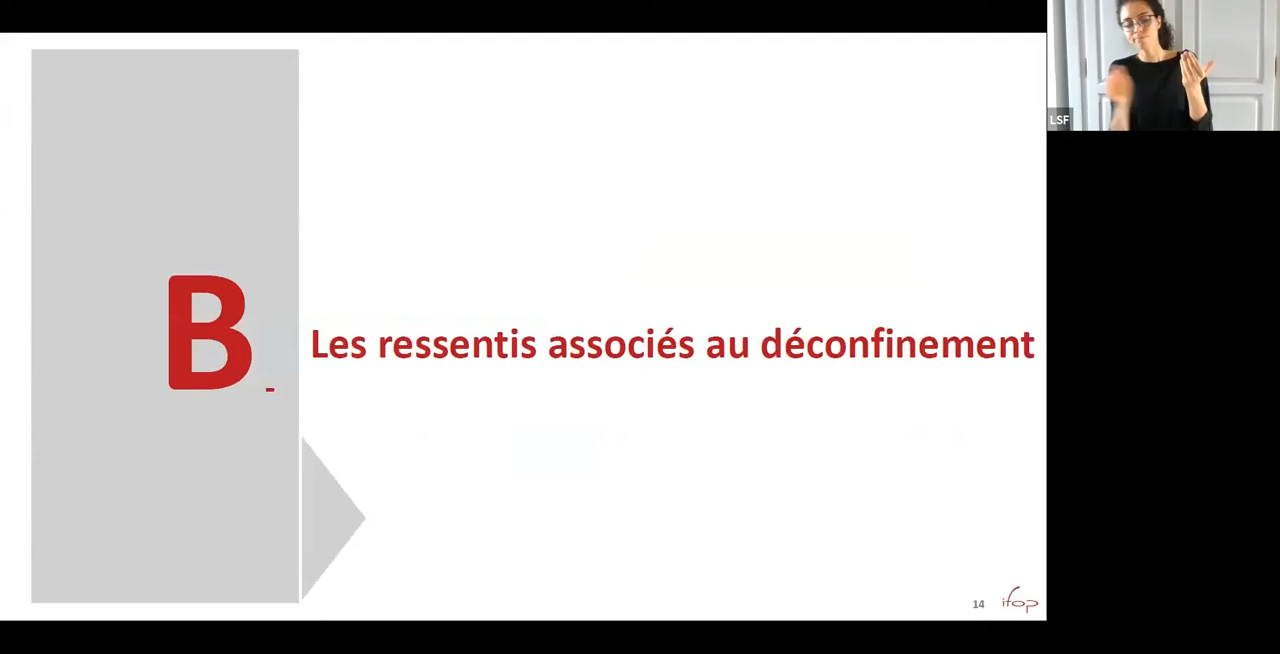 LSF
B
-
Les ressentis associés au déconfinement
14
ifop